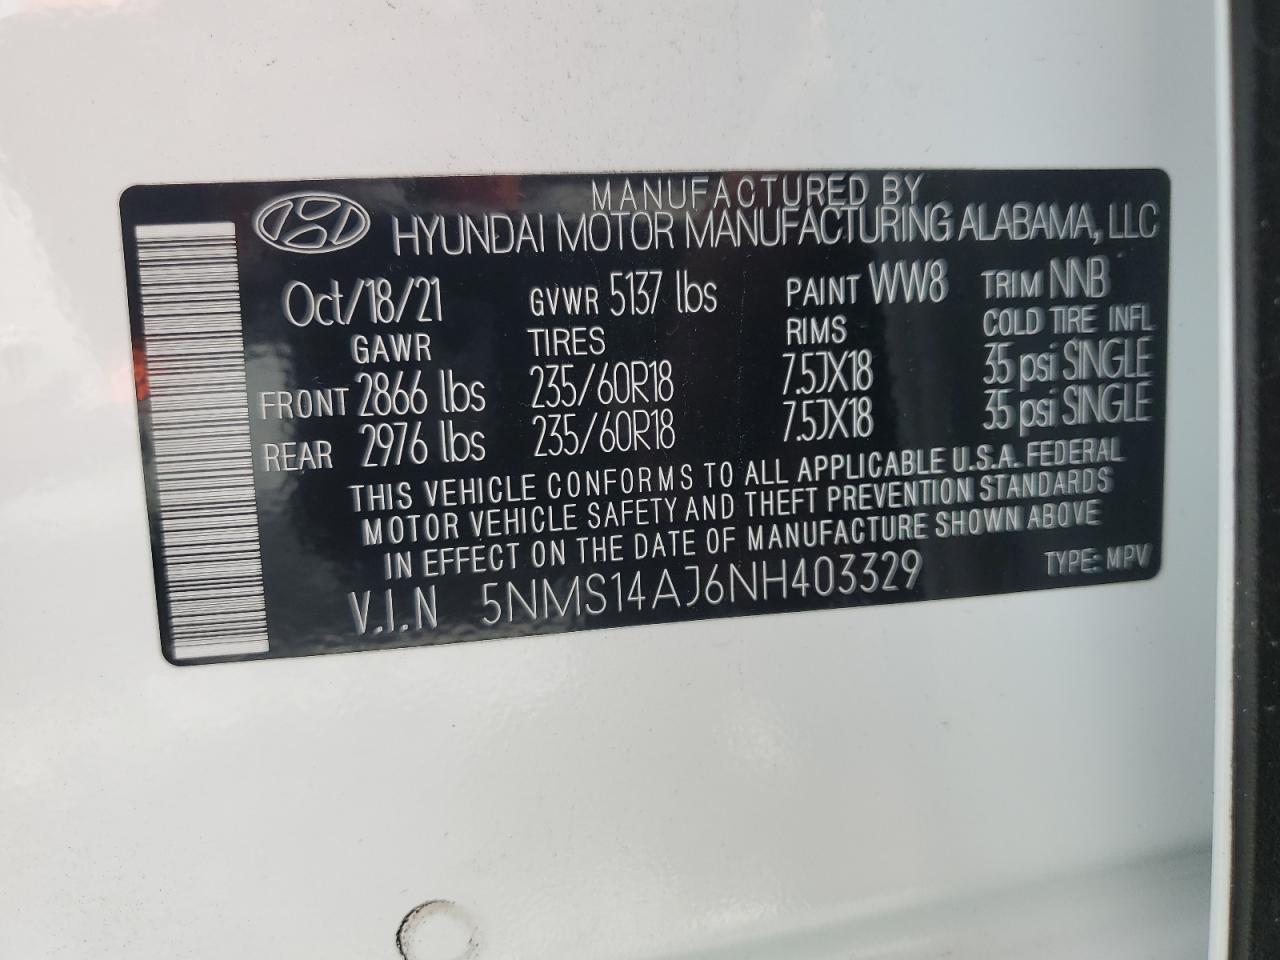 MANUFACTURED BY
HYUNDAI MOTOR MANUFACTURING ALABAMA, LLC
Oct/18/21 GVWR 5137 lbs PAINT WW8 TRIM NNB
GAWR TIRES RIMS COLD TIRE INFL
FRONT 2866 lbs 235/60R18 7.5JX18 35 psi SINGLE
REAR 2976 lbs 235/60R18 7.5JX18 35 psi SINGLE
THIS VEHICLE CONFORMS TO ALL APPLICABLE U.S.A. FEDERAL
MOTOR VEHICLE SAFETY AND THEFT PREVENTION STANDARDS
IN EFFECT ON THE DATE OF MANUFACTURE SHOWN ABOVE
V.I.N 5NMS14AJ6NH403329 TYPE: MPV